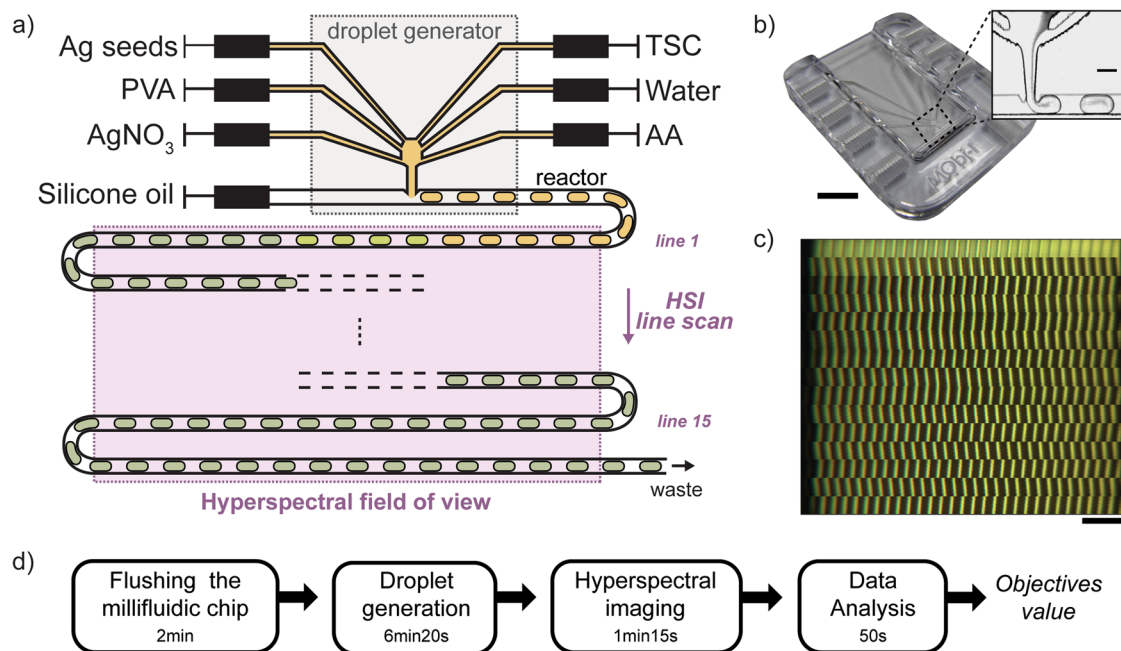 a)
droplet generator
Ag seeds
TSC
PVA
Water
AgNO₃
AA
Silicone oil
reactor
line 1
HSI
line scan
line 15
waste
Hyperspectral field of view
b)
c)
d)
Flushing the
millifluidic chip
2min
Droplet
generation
6min20s
Hyperspectral
imaging
1min15s
Data
Analysis
50s
Objectives
value